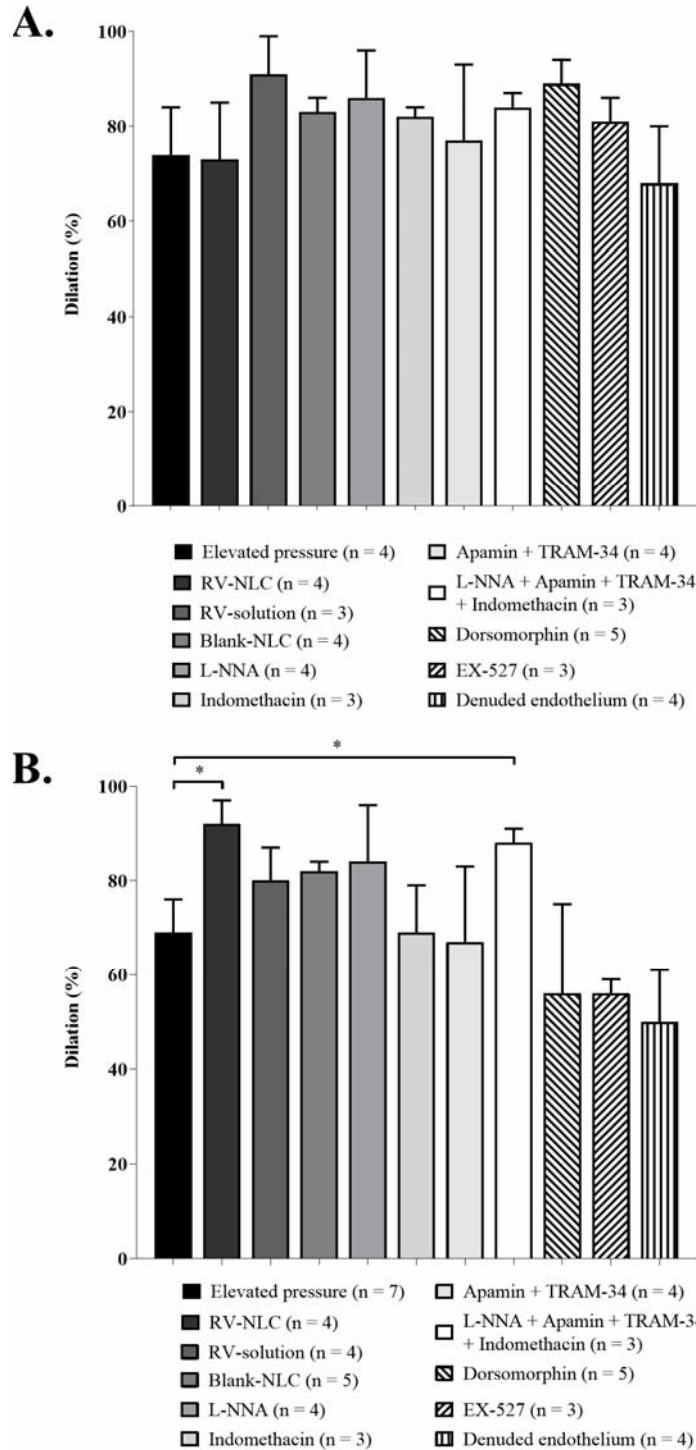 A.
100
80
60
40
20
0
Dilation (%)
Elevated pressure (n = 4)
RV-NLC (n = 4)
RV-solution (n = 3)
Blank-NLC (n = 4)
L-NNA (n = 4)
Indomethacin (n = 3)
Apamin + TRAM-34 (n = 4)
L-NNA + Apamin + TRAM-34
+ Indomethacin (n = 3)
Dorsomorphin (n = 5)
EX-527 (n = 3)
Denuded endothelium (n = 4)
B.
*
*
100
80
60
40
20
0
Dilation (%)
Elevated pressure (n = 7)
RV-NLC (n = 4)
RV-solution (n = 4)
Blank-NLC (n = 5)
L-NNA (n = 4)
Indomethacin (n = 3)
Apamin + TRAM-34 (n = 4)
L-NNA + Apamin + TRAM-34
+ Indomethacin (n = 3)
Dorsomorphin (n = 5)
EX-527 (n = 3)
Denuded endothelium (n = 4)